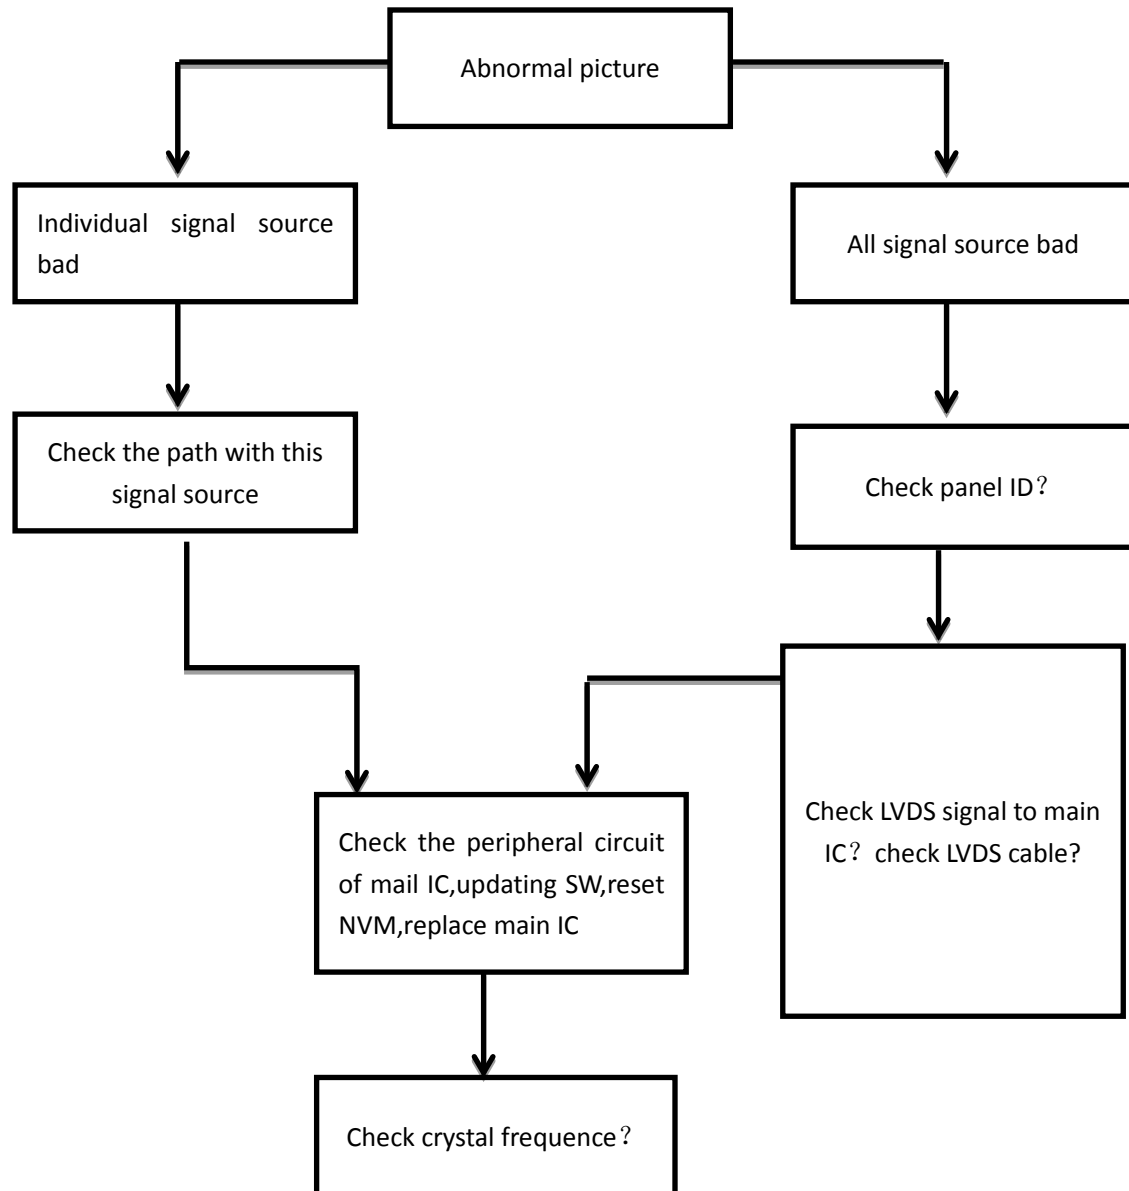 Abnormal picture
Individual signal source
bad
All signal source bad
Check the path with this
signal source
Check panel ID？
Check LVDS signal to main
IC？check LVDS cable?
Check the peripheral circuit
of mail IC,updating SW,reset
NVM,replace main IC
Check crystal frequence？